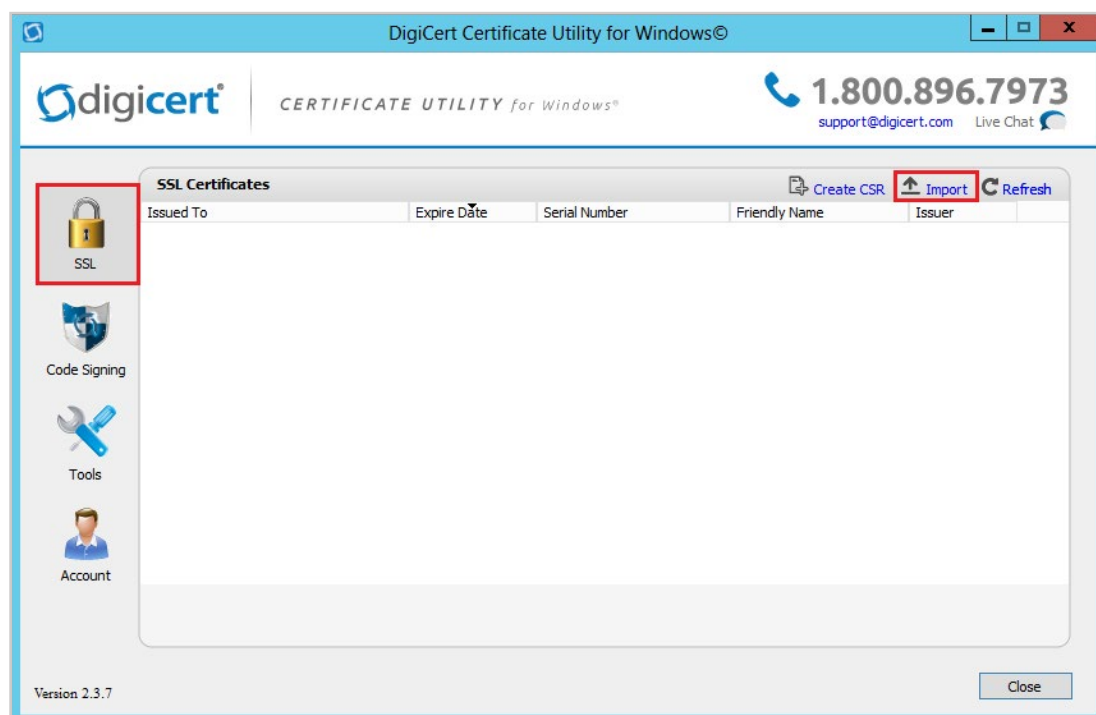 DigiCert Certificate Utility for Windows©
digicert®
CERTIFICATE UTILITY for Windows®
1.800.896.7973
support@digicert.com Live Chat
SSL Certificates
Create CSR Import Refresh
Issued To Expire Date Serial Number Friendly Name Issuer
SSL
Code Signing
Tools
Account
Version 2.3.7
Close